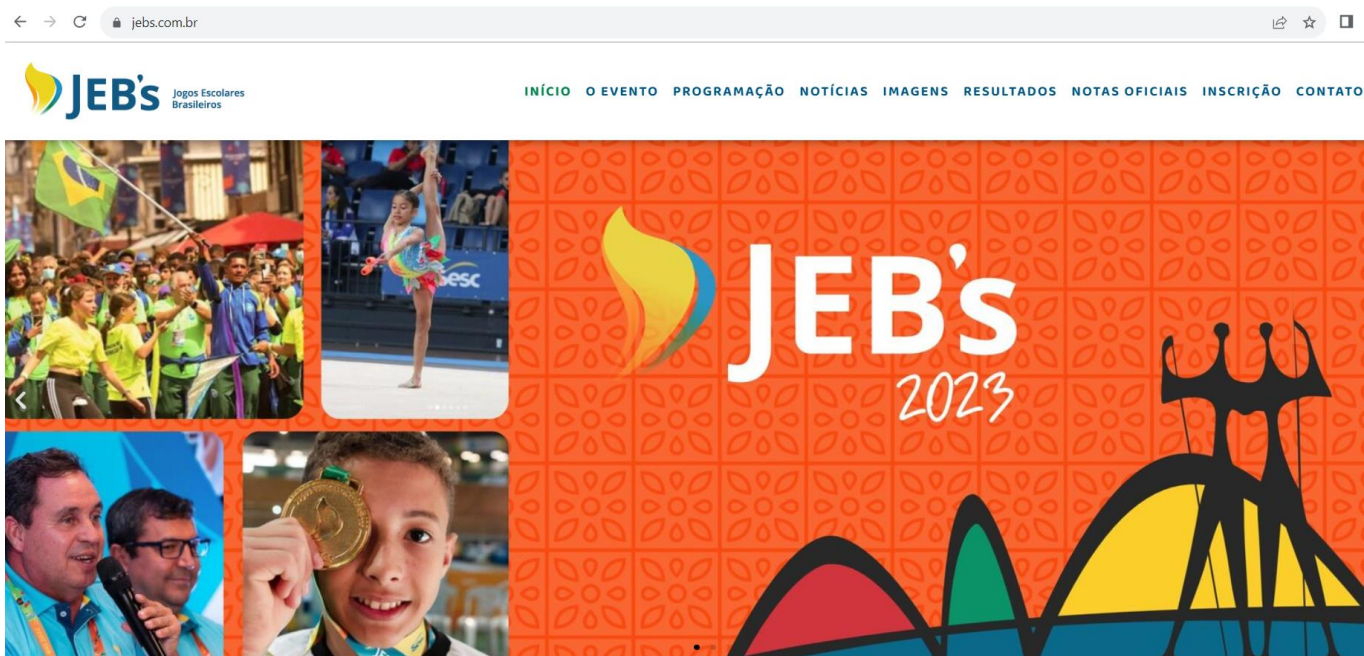 jebs.com.br
JEB's Jogos Escolares
Brasileiros
INÍCIO O EVENTO PROGRAMAÇÃO NOTÍCIAS IMAGENS RESULTADOS NOTAS OFICIAIS INSCRIÇÃO CONTATO
sesc
JEB's
2023